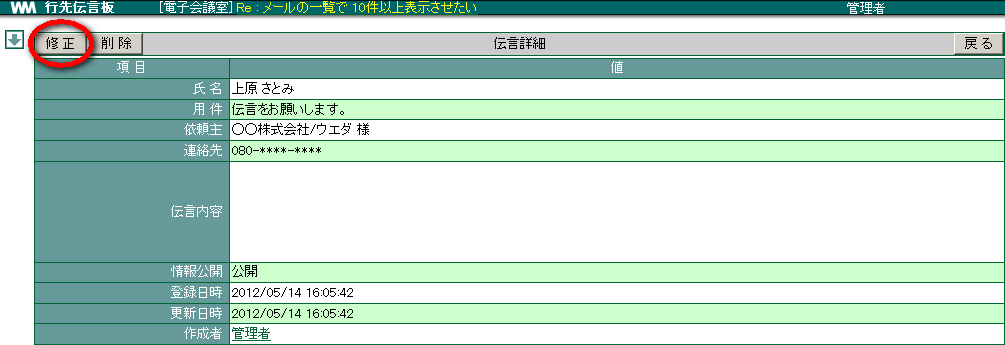 WM 行先伝言板 [電子会議室] Re：メールの一覧で 10件以上表示させたい 管理者
修正 削除 伝言詳細 戻る
項目 値
氏名 上原 さとみ
用件 伝言をお願いします。
依頼主 〇〇株式会社/ウエダ 様
連絡先 080-****-****
伝言内容
情報公開 公開
登録日時 2012/05/14 16:05:42
更新日時 2012/05/14 16:05:42
作成者 管理者